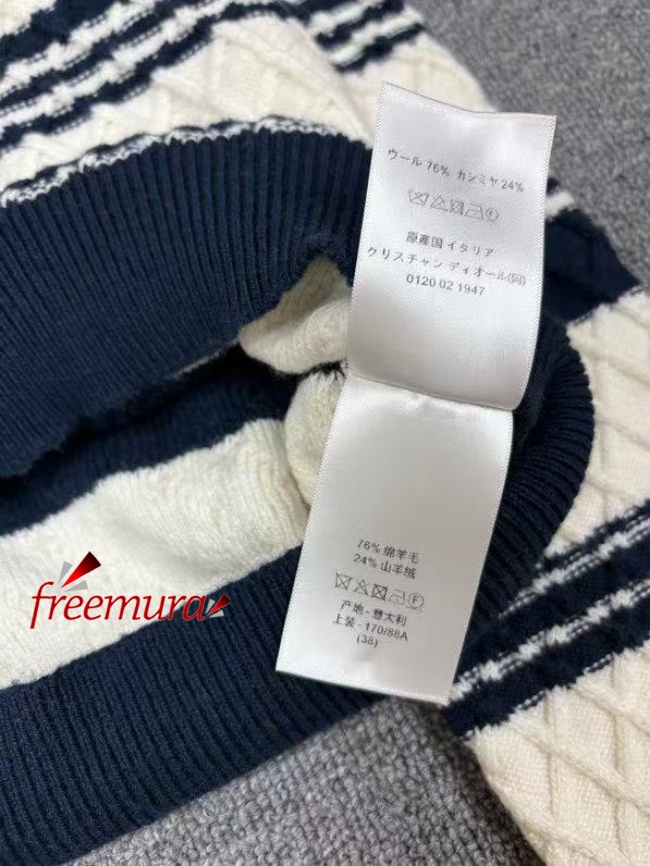 ウール 76% カシミヤ 24%
原産国 イタリア
クリスチャン ディオール(同)
0120 02 1947
76% 绵羊毛
24% 山羊绒
F
产地 - 意大利
上装 - 170/88A
(38)
freemura